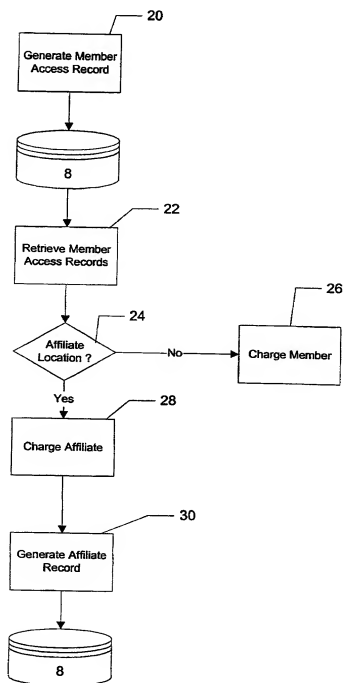 20
Generate Member
Access Record
8
22
Retrieve Member
Access Records
24
Affiliate
Location ?
No
26
Charge Member
Yes
28
Charge Affiliate
30
Generate Affiliate
Record
8